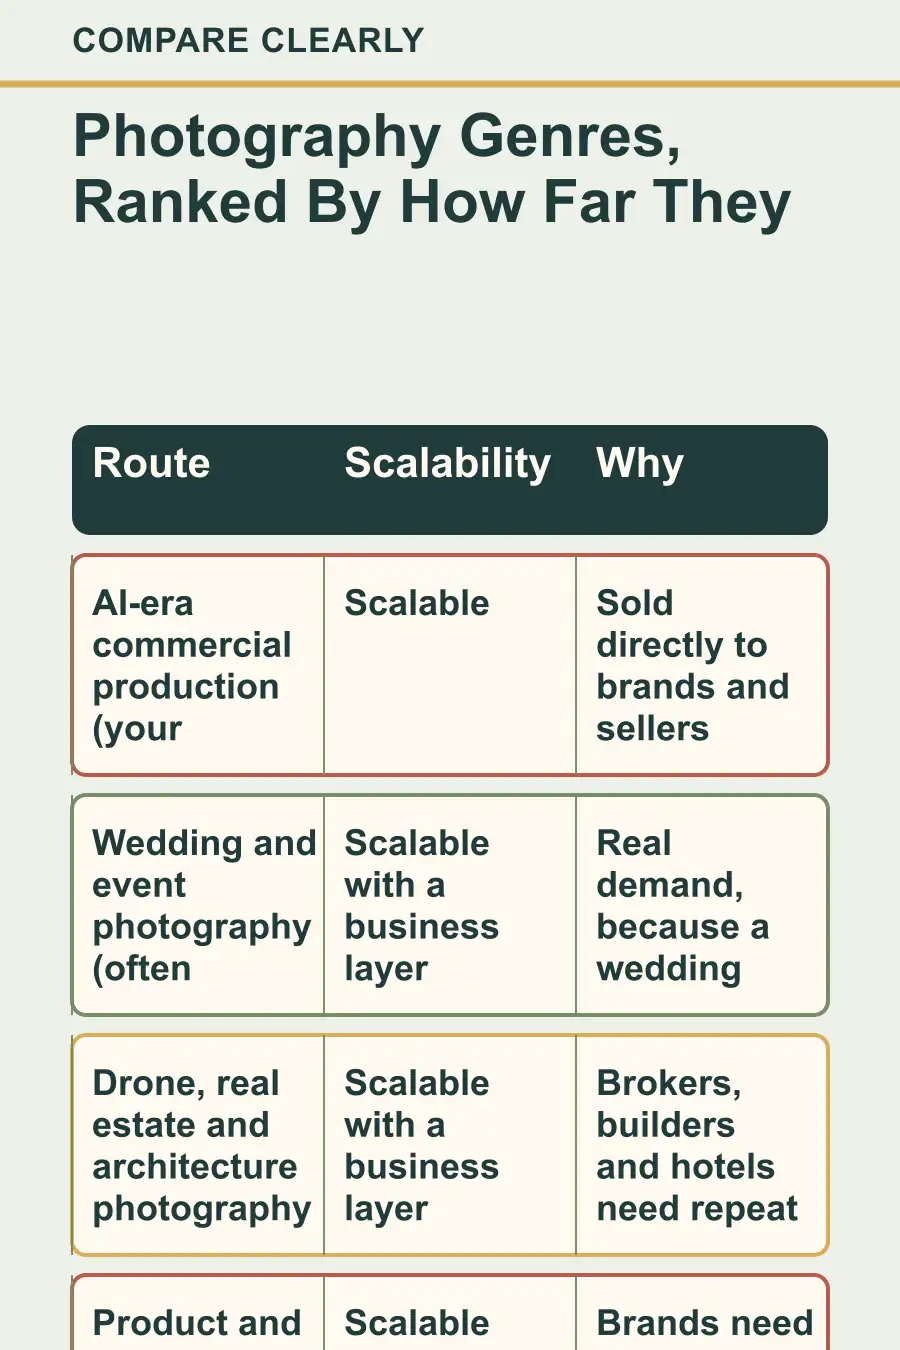 COMPARE CLEARLY
Photography Genres,
Ranked By How Far They
Route
Scalability
Why
AI-era
commercial
production
(your
Scalable
Sold
directly to
brands and
sellers
Wedding and
event
photography
(often
Scalable
with a
business
layer
Real
demand,
because a
wedding
Drone, real
estate and
architecture
photography
Scalable
with a
business
layer
Brokers,
builders
and hotels
need repeat
Product and
Scalable
Brands need